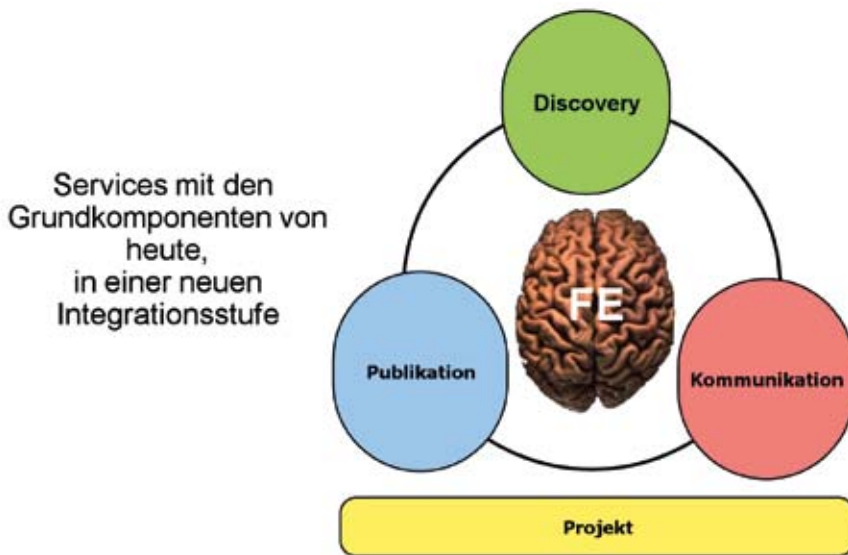 Services mit den
Grundkomponenten von
heute,
in einer neuen
Integrationsstufe
Discovery
FE
Publikation
Kommunikation
Projekt